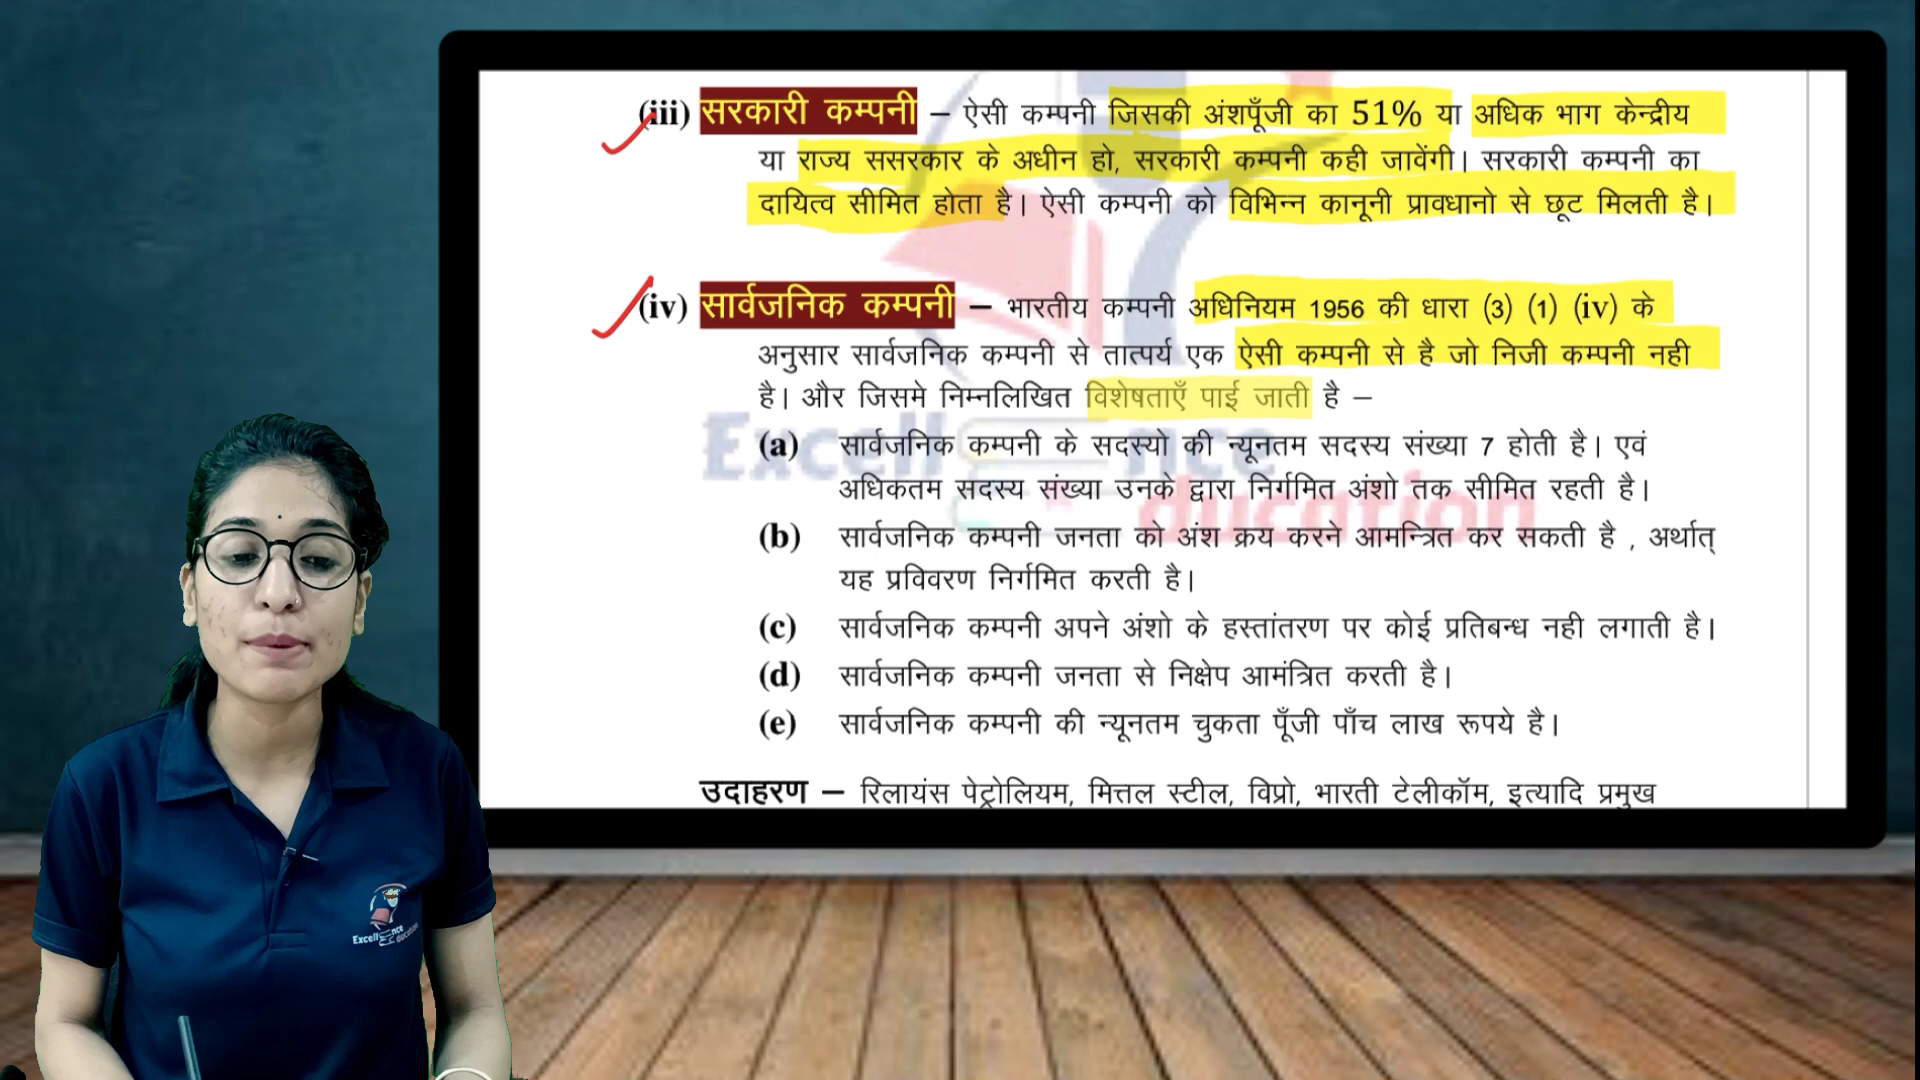 (iii) सरकारी कम्पनी – ऐसी कम्पनी जिसकी अंशपूँजी का 51% या अधिक भाग केन्द्रीय
या राज्य ससरकार के अधीन हो, सरकारी कम्पनी कही जावेंगी। सरकारी कम्पनी का
दायित्व सीमित होता है। ऐसी कम्पनी को विभिन्न कानूनी प्रावधानो से छूट मिलती है।
(iv) सार्वजनिक कम्पनी – भारतीय कम्पनी अधिनियम 1956 की धारा (3) (1) (iv) के
अनुसार सार्वजनिक कम्पनी से तात्पर्य एक ऐसी कम्पनी से है जो निजी कम्पनी नही
है। और जिसमे निम्नलिखित विशेषताएँ पाई जाती है –
(a) सार्वजनिक कम्पनी के सदस्यो की न्यूनतम सदस्य संख्या 7 होती है। एवं
अधिकतम सदस्य संख्या उनके द्वारा निर्गमित अंशो तक सीमित रहती है।
(b) सार्वजनिक कम्पनी जनता को अंश क्रय करने आमन्त्रित कर सकती है , अर्थात्
यह प्रविवरण निर्गमित करती है।
(c) सार्वजनिक कम्पनी अपने अंशो के हस्तांतरण पर कोई प्रतिबन्ध नही लगाती है।
(d) सार्वजनिक कम्पनी जनता से निक्षेप आमंत्रित करती है।
(e) सार्वजनिक कम्पनी की न्यूनतम चुकता पूँजी पाँच लाख रूपये है।
उदाहरण – रिलायंस पेट्रोलियम, मित्तल स्टील, विप्रो, भारती टेलीकॉम, इत्यादि प्रमुख
Excellence
ducation
Excellence
ducation